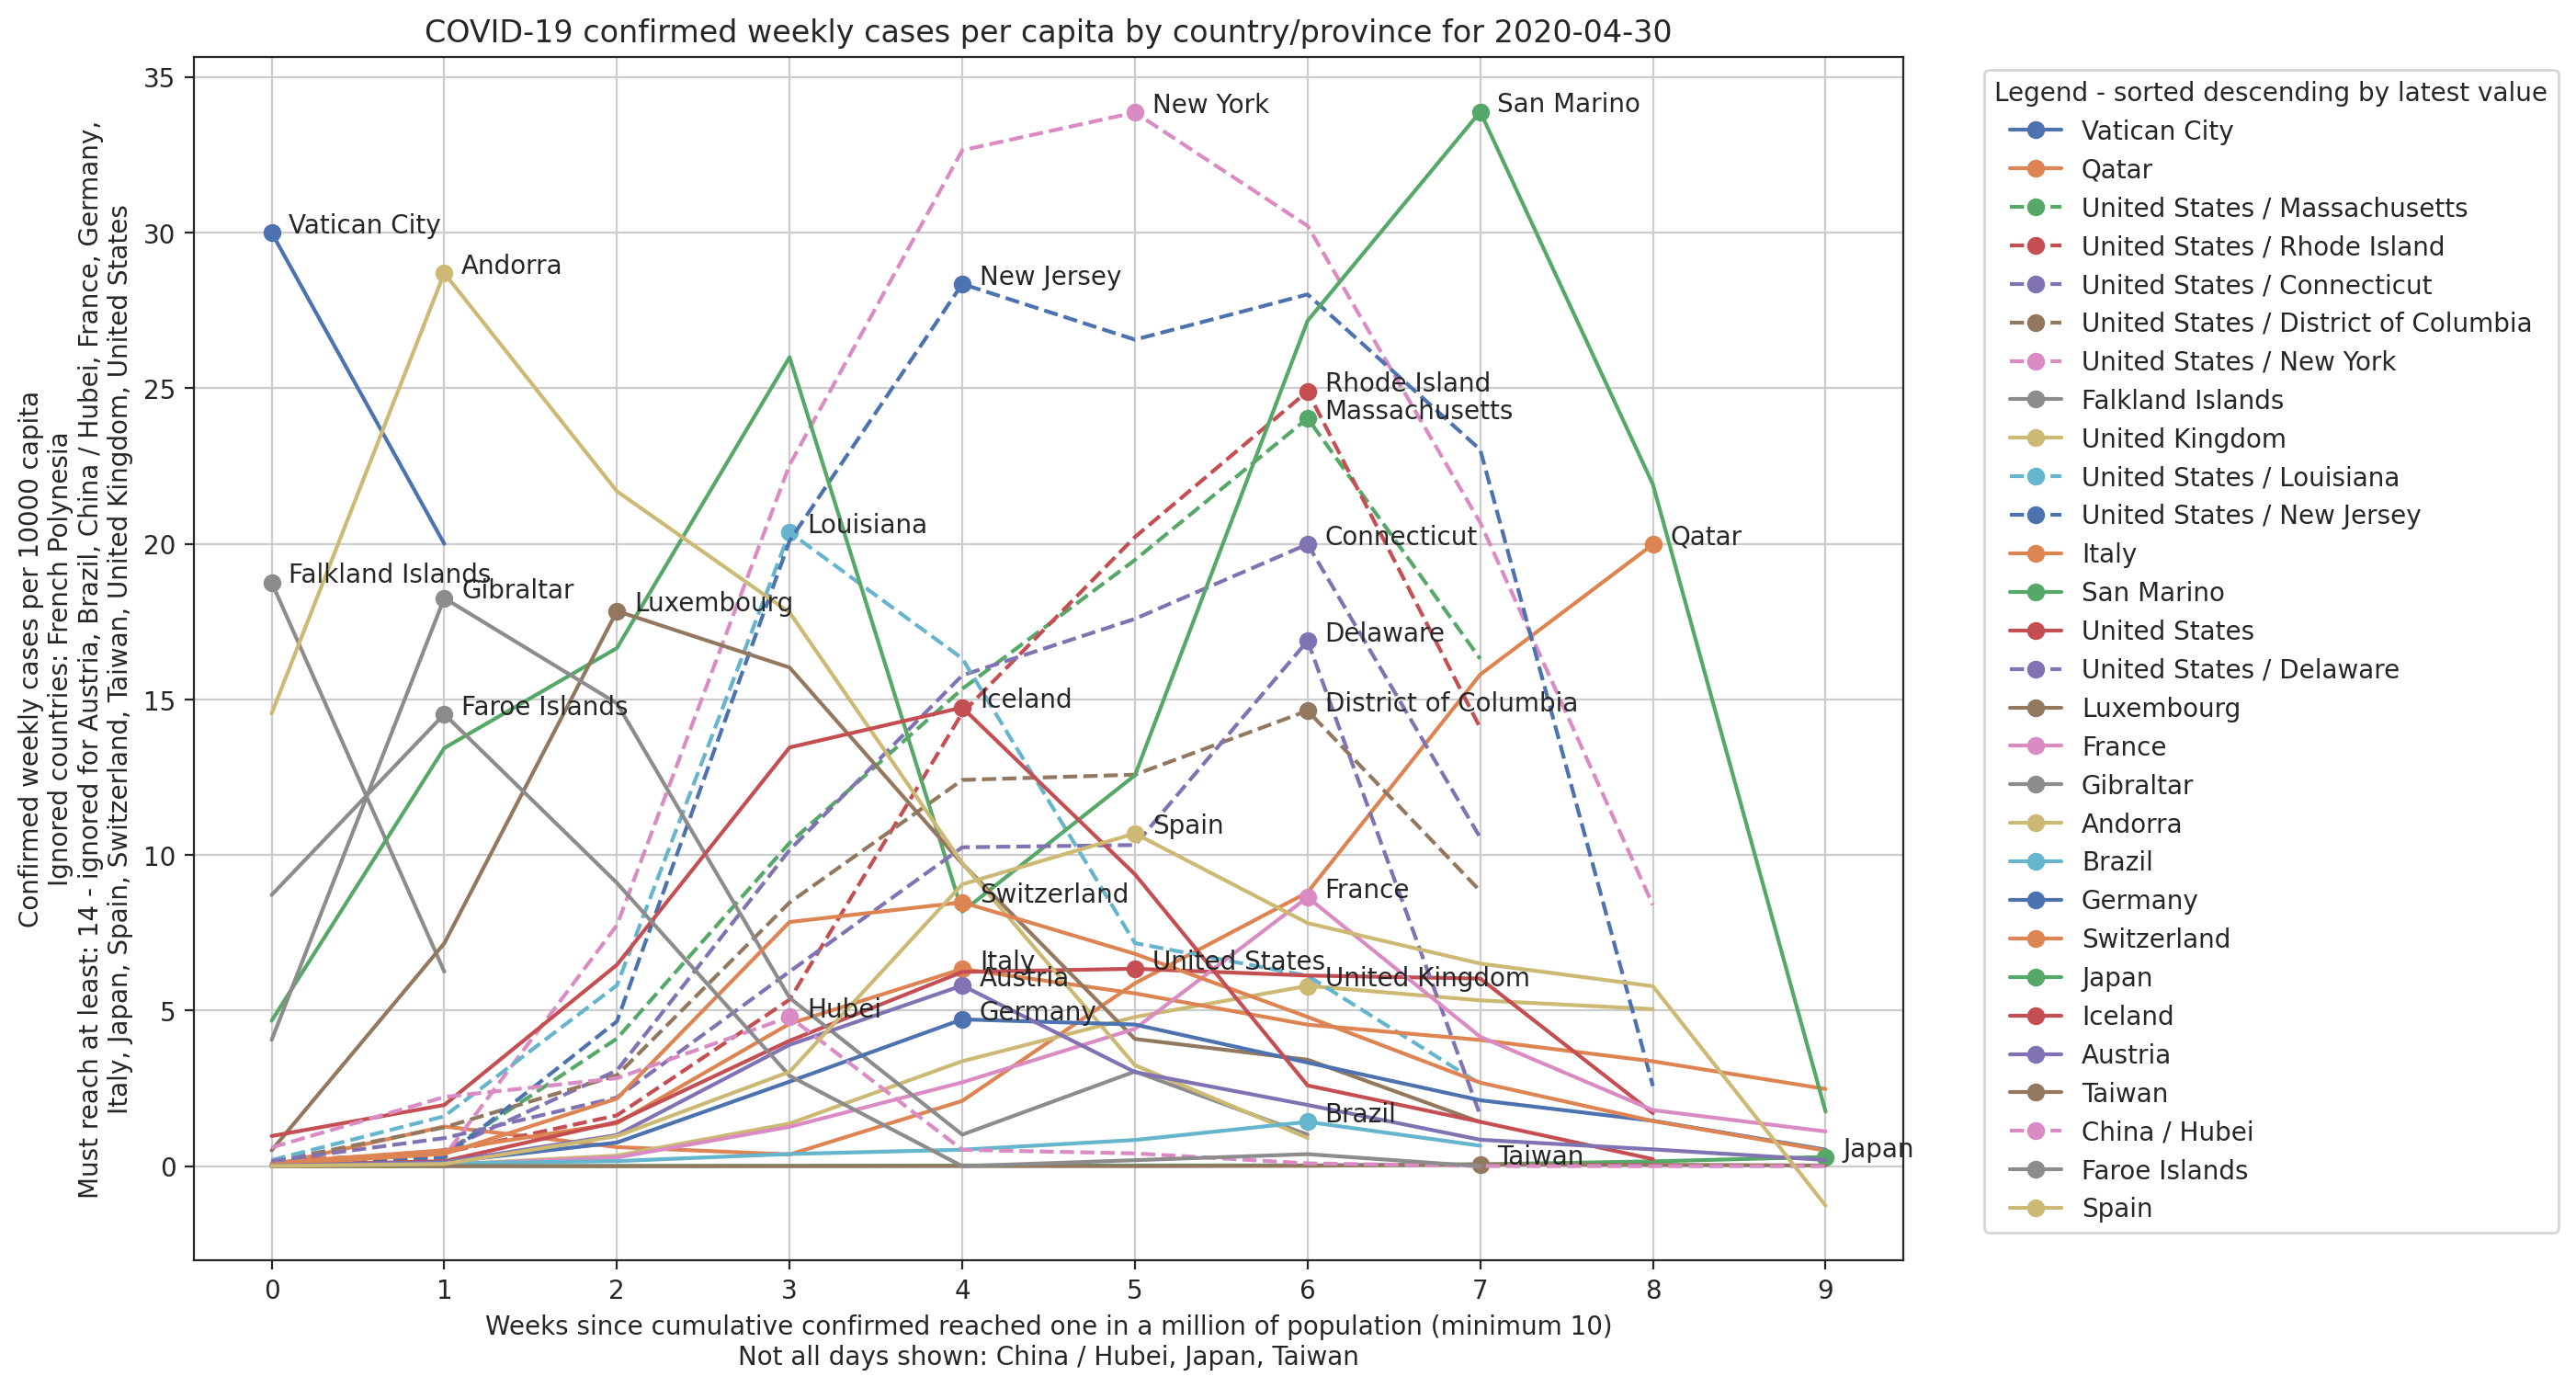 COVID-19 confirmed weekly cases per capita by country/province for 2020-04-30
Confirmed weekly cases per 10000 capita
Ignored countries: French Polynesia
Must reach at least: 14 - ignored for Austria, Brazil, China / Hubei, France, Germany,
Italy, Japan, Spain, Switzerland, Taiwan, United Kingdom, United States
35
30
25
20
15
10
5
0
New York
San Marino
Vatican City
Andorra
New Jersey
Rhode Island
Massachusetts
Louisiana
Connecticut
Qatar
Falkland Islands
Gibraltar
Luxembourg
Delaware
Faroe Islands
Iceland
District of Columbia
Spain
Switzerland
France
Italy
United States
Austria
United Kingdom
Hubei
Germany
Brazil
Taiwan
Japan
0 1 2 3 4 5 6 7 8 9
Weeks since cumulative confirmed reached one in a million of population (minimum 10)
Not all days shown: China / Hubei, Japan, Taiwan
Legend - sorted descending by latest value
Vatican City
Qatar
United States / Massachusetts
United States / Rhode Island
United States / Connecticut
United States / District of Columbia
United States / New York
Falkland Islands
United Kingdom
United States / Louisiana
United States / New Jersey
Italy
San Marino
United States
United States / Delaware
Luxembourg
France
Gibraltar
Andorra
Brazil
Germany
Switzerland
Japan
Iceland
Austria
Taiwan
China / Hubei
Faroe Islands
Spain